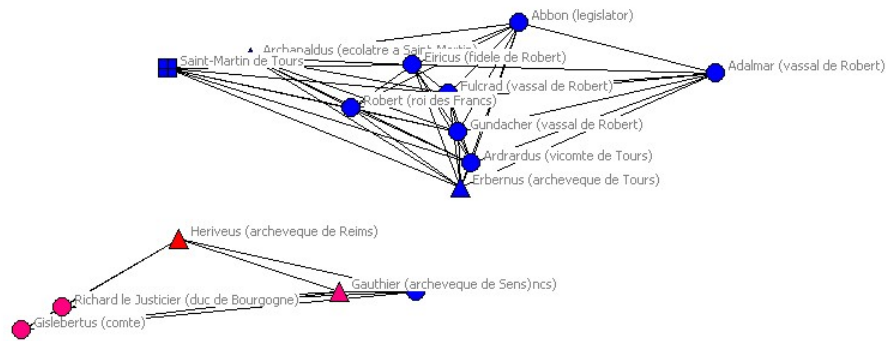 Abbon (legislator)
Archanaldus (ecolatre a Saint-Martin)
Saint-Martin de Tours
Eiricus (fidele de Robert)
Adalmar (vassal de Robert)
Fulcrad (vassal de Robert)
Robert (roi des Francs)
Gundacher (vassal de Robert)
Ardrardus (vicomte de Tours)
Erbernus (archeveque de Tours)
Heriveus (archeveque de Reims)
Gauthier (archeveque de Sens)ncs)
Richard le Justicier (duc de Bourgogne)
Gislebertus (comte)